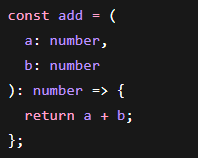 const add = (
  a: number,
  b: number
): number => {
  return a + b;
};